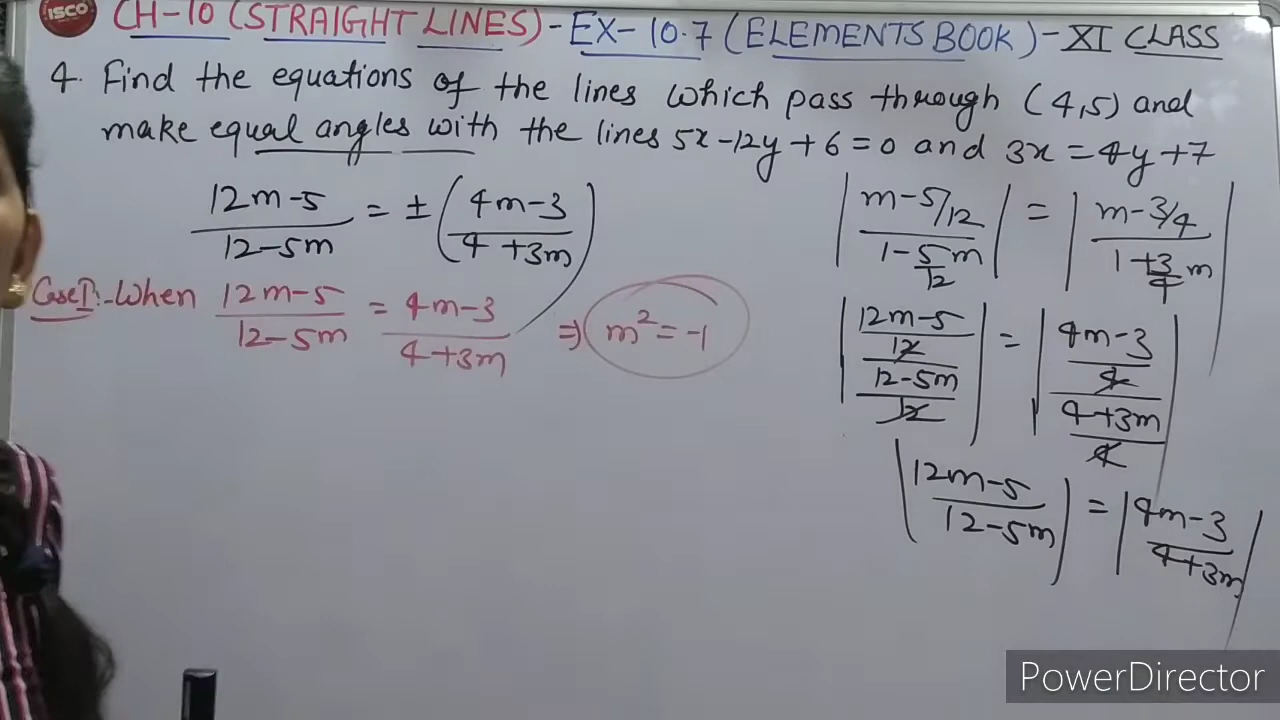 ISCO
CH-10 (STRAIGHT LINES)-EX-10.7 (ELEMENTS BOOK)-XI CLASS
4. Find the equations of the lines which pass through (4,5) and
make equal angles with the lines 5x-12y+6=0 and 3x=4y+7
(12m-5)/(12-5m) = ±((4m-3)/(4+3m))
Case I:- When (12m-5)/(12-5m) = (4m-3)/(4+3m) ⇒ m²=-1
|(m-5/12)/(1-5/12 m)| = |(m-3/4)/(1+3/4 m)|
|((12m-5)/12)/((12-5m)/12)| = |((4m-3)/4)/((4+3m)/4)|
|(12m-5)/(12-5m)| = |(4m-3)/(4+3m)|
PowerDirector